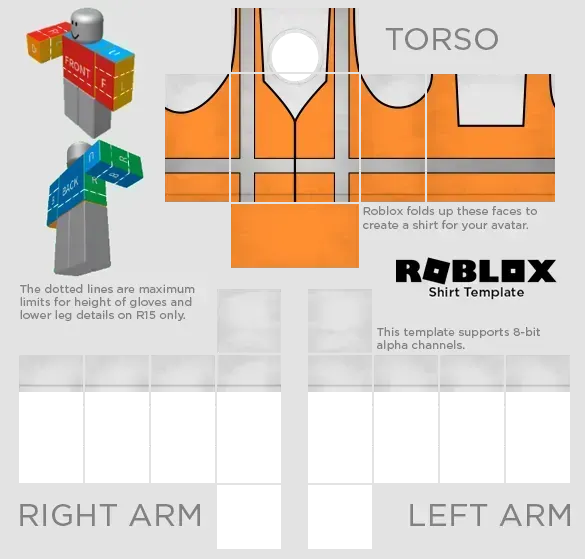 TORSO
FRONT
F
L
U
BACK
B
R
U
R
B
Roblox folds up these faces to
create a shirt for your avatar.
ROBLOX
Shirt Template
The dotted lines are maximum
limits for height of gloves and
lower leg details on R15 only.
This template supports 8-bit
alpha channels.
RIGHT ARM
LEFT ARM